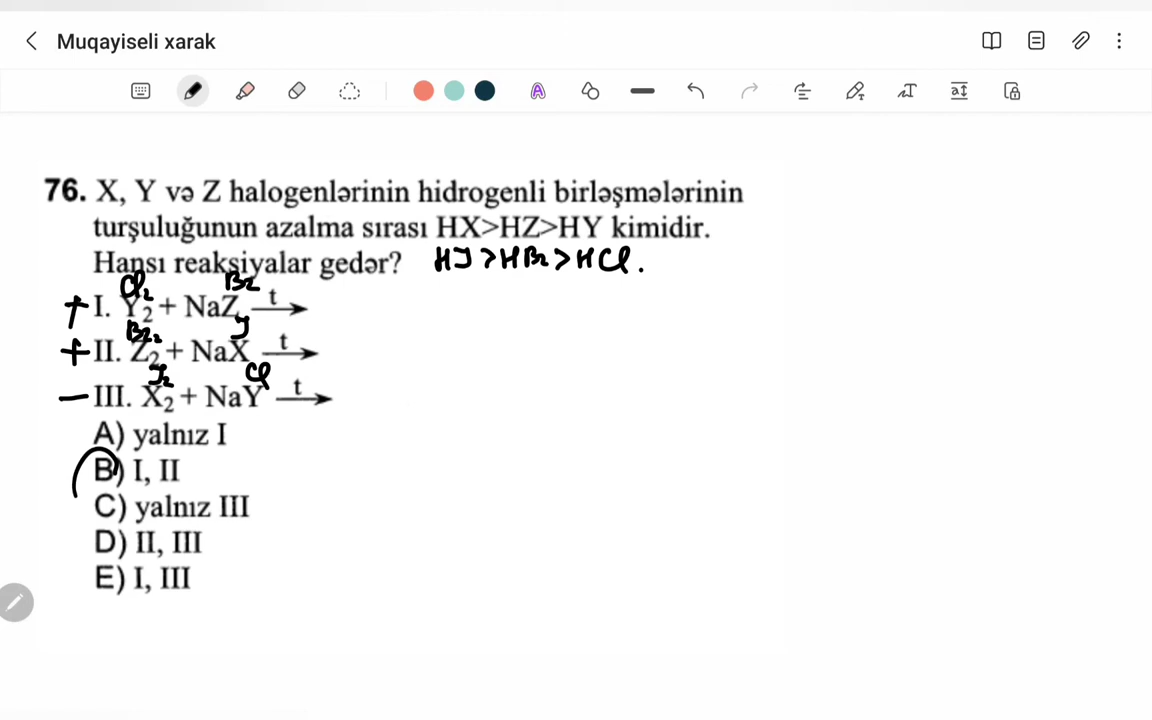 Muqayiseli xarak
76. X, Y və Z halogenlərinin hidrogenli birləşmələrinin
turşuluğunun azalma sırası HX>HZ>HY kimidir.
Hansı reaksiyalar gedər? HJ>HBr>HCl.
Cl₂ Br
+ I. Y₂ + NaZ t→
Br₂ J
+ II. Z₂ + NaX t→
J₂ Cl
− III. X₂ + NaY t→
A) yalnız I
B) I, II
C) yalnız III
D) II, III
E) I, III